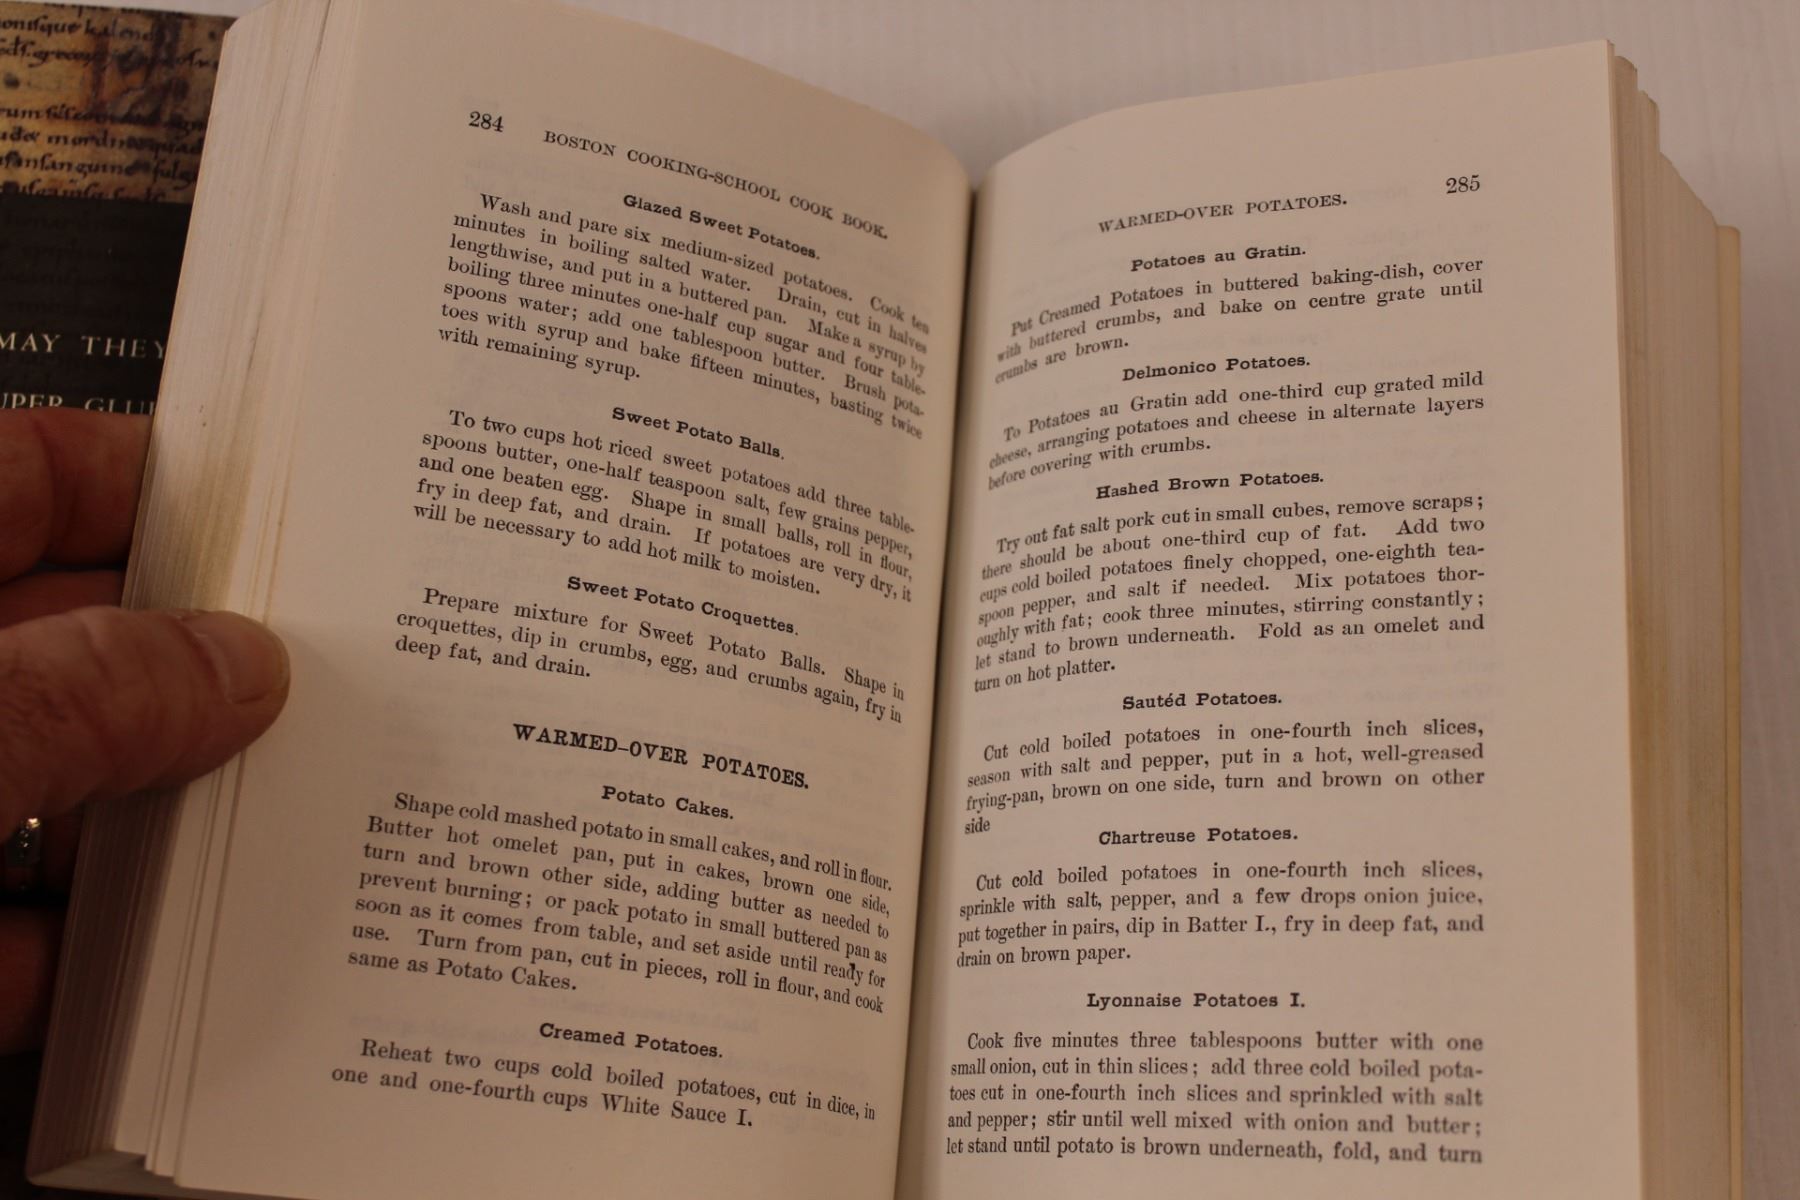 onisque kalend
MAY THEY
UPER GLU
284 BOSTON COOKING-SCHOOL COOK BOOK.
Glazed Sweet Potatoes.
Wash and pare six medium-sized potatoes. Cook ten
minutes in boiling salted water. Drain, cut in halves
lengthwise, and put in a buttered pan. Make a syrup by
boiling three minutes one-half cup sugar and four table-
spoons water; add one tablespoon butter. Brush pota-
toes with syrup and bake fifteen minutes, basting twice
with remaining syrup.
Sweet Potato Balls.
To two cups hot riced sweet potatoes add three table-
spoons butter, one-half teaspoon salt, few grains pepper,
and one beaten egg. Shape in small balls, roll in flour,
fry in deep fat, and drain. If potatoes are very dry, it
will be necessary to add hot milk to moisten.
Sweet Potato Croquettes.
Prepare mixture for Sweet Potato Balls. Shape in
croquettes, dip in crumbs, egg, and crumbs again, fry in
deep fat, and drain.
WARMED-OVER POTATOES.
Potato Cakes.
Shape cold mashed potato in small cakes, and roll in flour.
Butter hot omelet pan, put in cakes, brown one side,
turn and brown other side, adding butter as needed to
prevent burning; or pack potato in small buttered pan as
soon as it comes from table, and set aside until ready for
use. Turn from pan, cut in pieces, roll in flour, and cook
same as Potato Cakes.
Creamed Potatoes.
Reheat two cups cold boiled potatoes, cut in dice, in
one and one-fourth cups White Sauce I.
WARMED-OVER POTATOES. 285
Potatoes au Gratin.
Put Creamed Potatoes in buttered baking-dish, cover
with buttered crumbs, and bake on centre grate until
crumbs are brown.
Delmonico Potatoes.
To Potatoes au Gratin add one-third cup grated mild
cheese, arranging potatoes and cheese in alternate layers
before covering with crumbs.
Hashed Brown Potatoes.
Try out fat salt pork cut in small cubes, remove scraps;
there should be about one-third cup of fat. Add two
cups cold boiled potatoes finely chopped, one-eighth tea-
spoon pepper, and salt if needed. Mix potatoes thor-
oughly with fat; cook three minutes, stirring constantly;
let stand to brown underneath. Fold as an omelet and
turn on hot platter.
Sautéd Potatoes.
Cut cold boiled potatoes in one-fourth inch slices,
season with salt and pepper, put in a hot, well-greased
frying-pan, brown on one side, turn and brown on other
side
Chartreuse Potatoes.
Cut cold boiled potatoes in one-fourth inch slices,
sprinkle with salt, pepper, and a few drops onion juice,
put together in pairs, dip in Batter I., fry in deep fat, and
drain on brown paper.
Lyonnaise Potatoes I.
Cook five minutes three tablespoons butter with one
small onion, cut in thin slices; add three cold boiled pota-
toes cut in one-fourth inch slices and sprinkled with salt
and pepper; stir until well mixed with onion and butter;
let stand until potato is brown underneath, fold, and turn